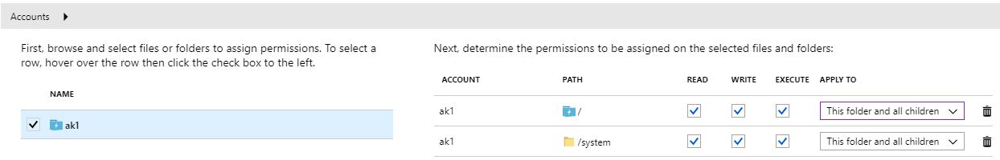 Accounts
First, browse and select files or folders to assign permissions. To select a
row, hover over the row then click the check box to the left.
NAME
ak1
Next, determine the permissions to be assigned on the selected files and folders:
ACCOUNT PATH READ WRITE EXECUTE APPLY TO
ak1 / This folder and all children
ak1 /system This folder and all children